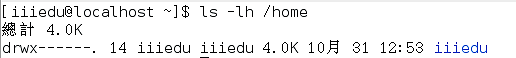 [iiiedu@localhost ~]$ ls -lh /home
總計 4.0K
drwx------. 14 iiiedu iiiedu 4.0K 10月 31 12:53 iiiedu